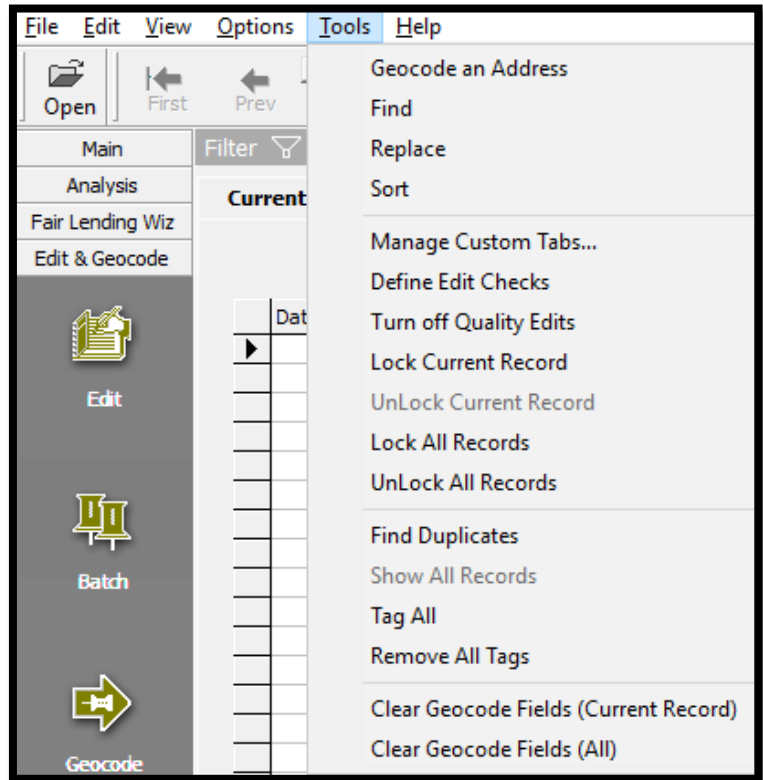 File Edit View Options Tools Help
Open First Prev
Main
Analysis
Fair Lending Wiz
Edit & Geocode
Edit
Batch
Geocode
Filter
Current
Dat
Geocode an Address
Find
Replace
Sort
Manage Custom Tabs...
Define Edit Checks
Turn off Quality Edits
Lock Current Record
UnLock Current Record
Lock All Records
UnLock All Records
Find Duplicates
Show All Records
Tag All
Remove All Tags
Clear Geocode Fields (Current Record)
Clear Geocode Fields (All)